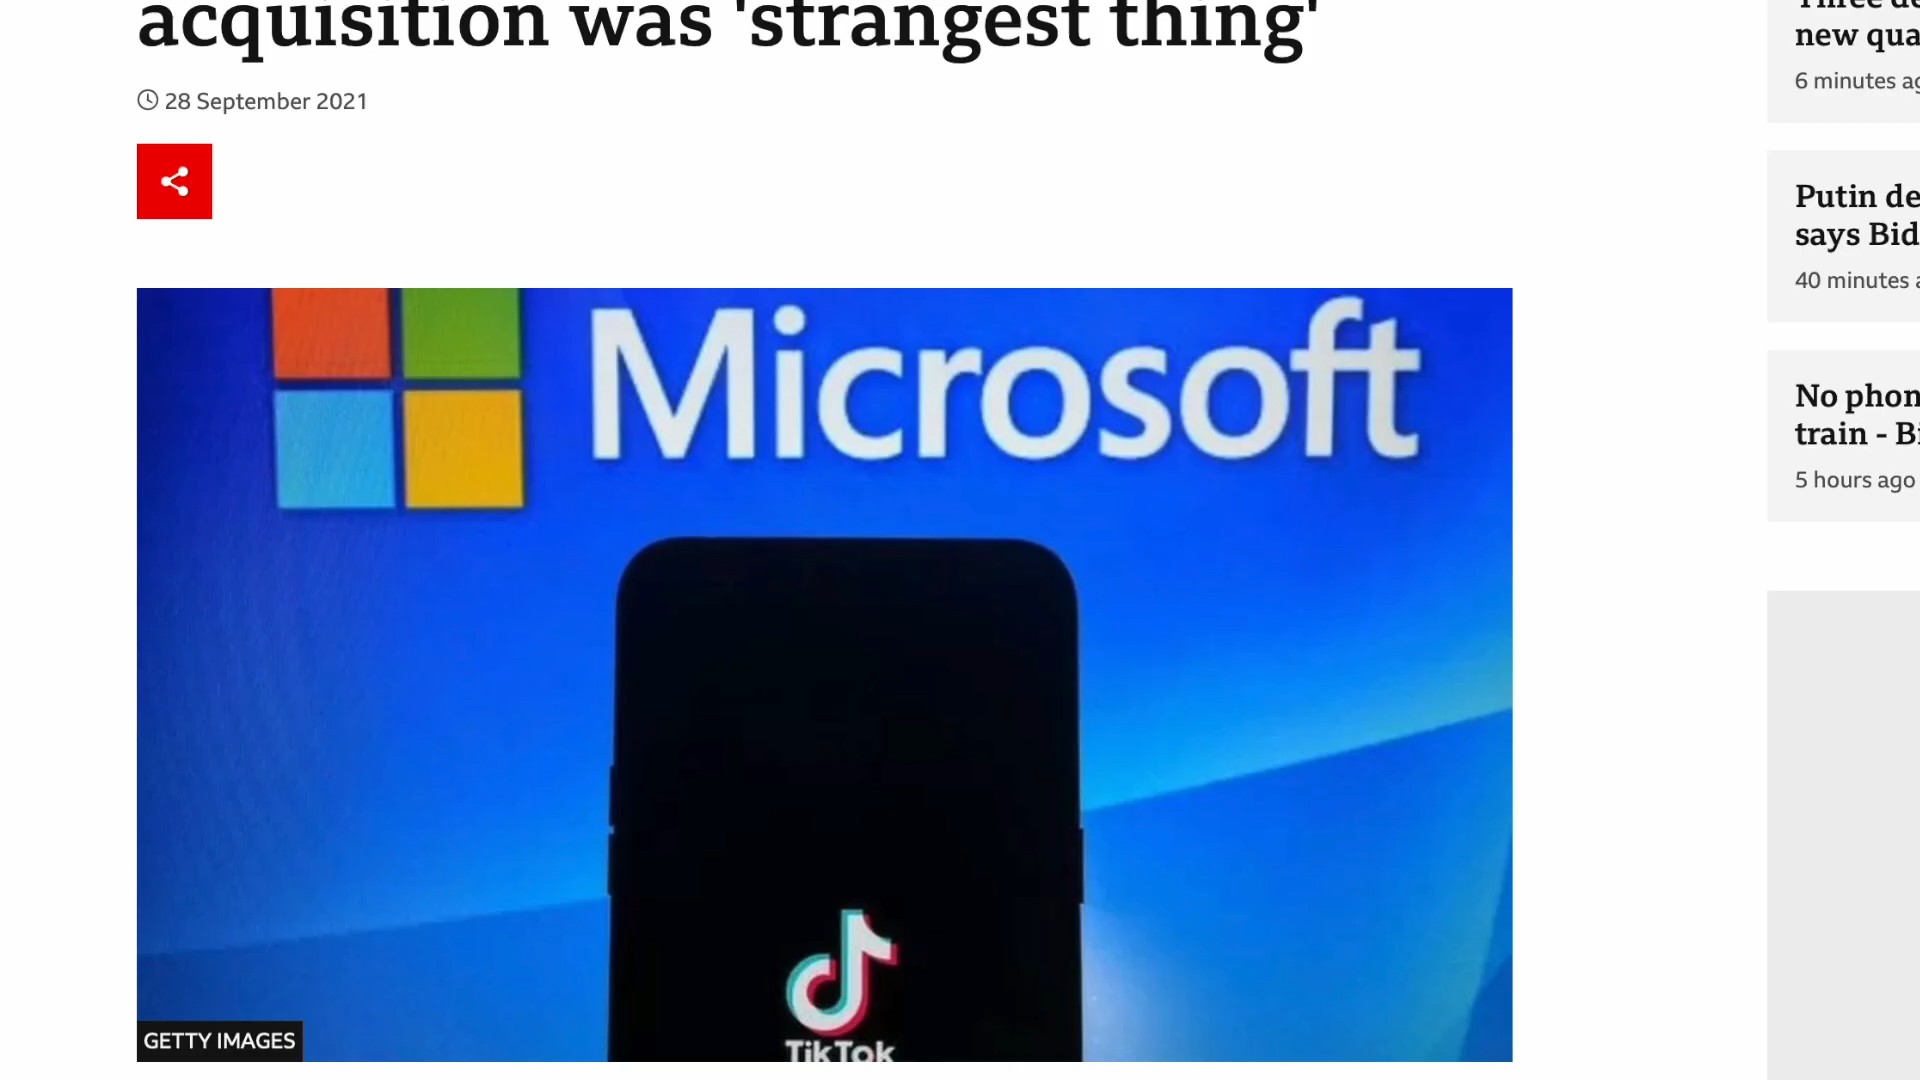 acquisition was 'strangest thing'
28 September 2021
Microsoft
TikTok
GETTY IMAGES
new qua
6 minutes ag
Putin de
says Bid
40 minutes a
No phon
train - Bi
5 hours ago